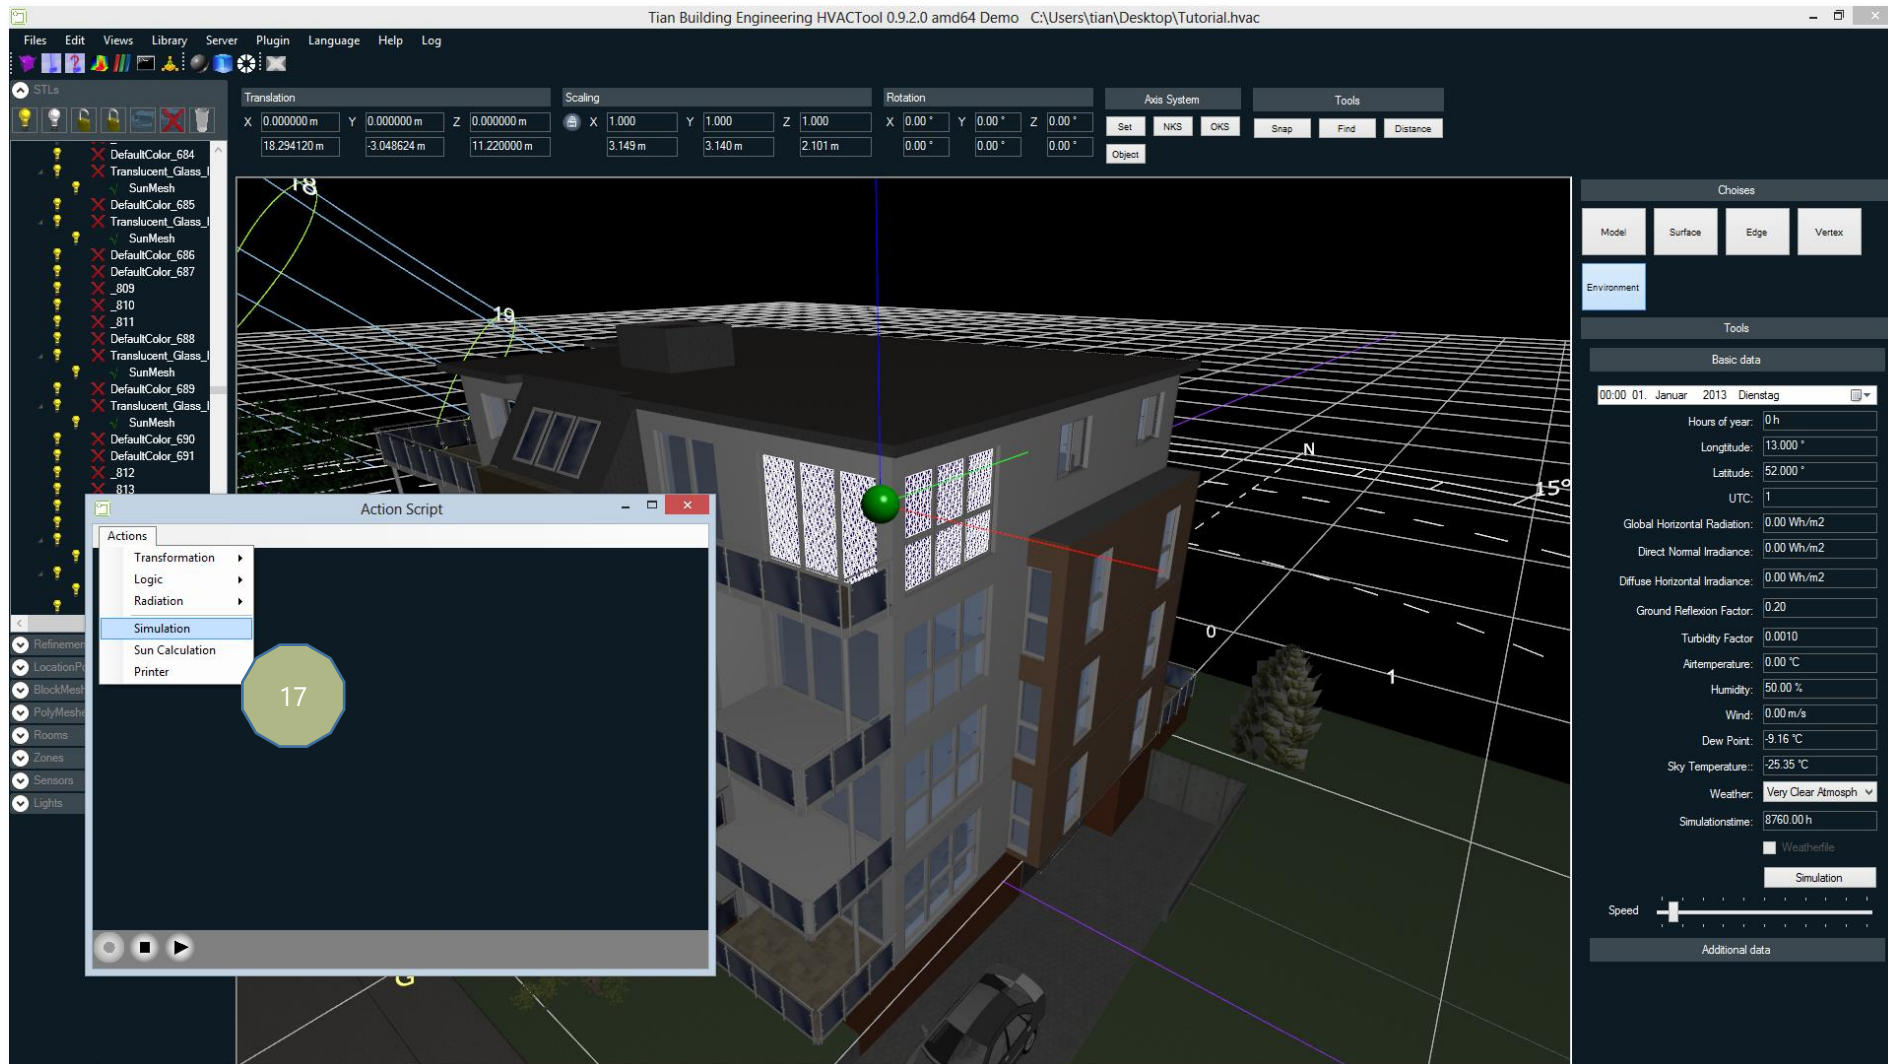 Tian Building Engineering HVACTool 0.9.2.0 amd64 Demo C:\Users\tian\Desktop\Tutorial.hvac
Files Edit Views Library Server Plugin Language Help Log
STLs
Translation
X 0.000000 m Y 0.000000 m Z 0.000000 m
18.294120 m -3.048624 m 11.220000 m
Scaling
X 1.000 Y 1.000 Z 1.000
3.149 m 3.140 m 2.101 m
Rotation
X 0.00 ° Y 0.00 ° Z 0.00 °
0.00 ° 0.00 ° 0.00 °
Axis System
Set NKS OKS
Object
Tools
Snap Find Distance
DefaultColor_684
Translucent_Glass_I
SunMesh
DefaultColor_685
Translucent_Glass_I
SunMesh
DefaultColor_686
DefaultColor_687
_809
_810
_811
DefaultColor_688
Translucent_Glass_I
SunMesh
DefaultColor_689
Translucent_Glass_I
SunMesh
DefaultColor_690
DefaultColor_691
_812
_813
Refinemen
LocationPo
BlockMesh
PolyMeshe
Rooms
Zones
Sensors
Lights
Action Script
Actions
Transformation
Logic
Radiation
Simulation
Sun Calculation
Printer
17
18
19
N
15°
0
1
G
Choises
Model Surface Edge Vertex
Environment
Tools
Basic data
00:00 01. Januar 2013 Dienstag
Hours of year: 0 h
Longtitude: 13.000 °
Latitude: 52.000 °
UTC: 1
Global Horizontal Radiation: 0.00 Wh/m2
Direct Normal Irradiance: 0.00 Wh/m2
Diffuse Horizontal Irradiance: 0.00 Wh/m2
Ground Reflexion Factor: 0.20
Turbidity Factor 0.0010
Airtemperature: 0.00 °C
Humidity: 50.00 %
Wind: 0.00 m/s
Dew Point: -9.16 °C
Sky Temperature:: -25.35 °C
Weather: Very Clear Atmosph
Simulationstime: 8760.00 h
Weatherfile
Simulation
Speed
Additional data